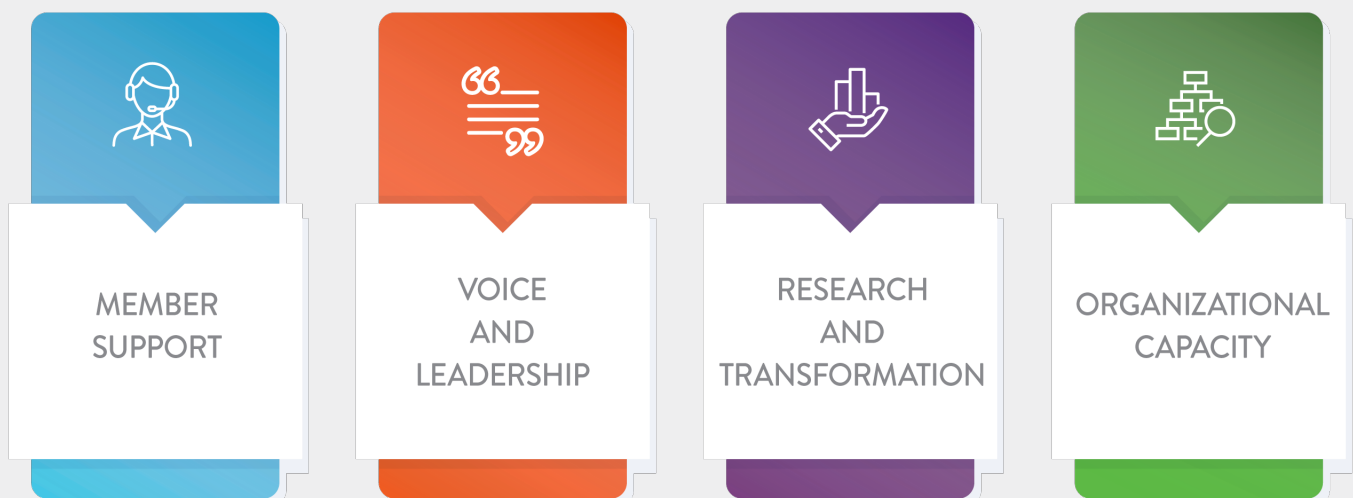 MEMBER
SUPPORT
VOICE
AND
LEADERSHIP
RESEARCH
AND
TRANSFORMATION
ORGANIZATIONAL
CAPACITY